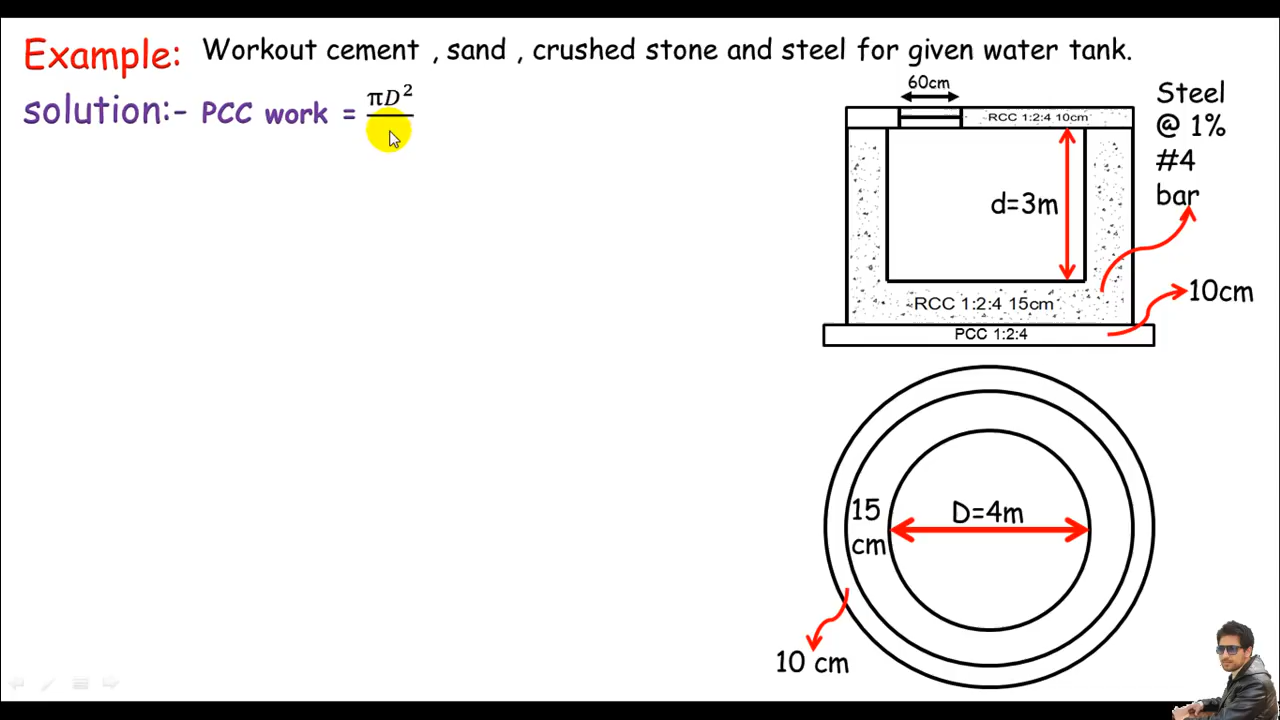 Example: Workout cement , sand , crushed stone and steel for given water tank.
solution:- PCC work = πD²
60cm
RCC 1:2:4 10cm
Steel
@ 1%
#4
bar
d=3m
10cm
RCC 1:2:4 15cm
PCC 1:2:4
15
cm
D=4m
10 cm